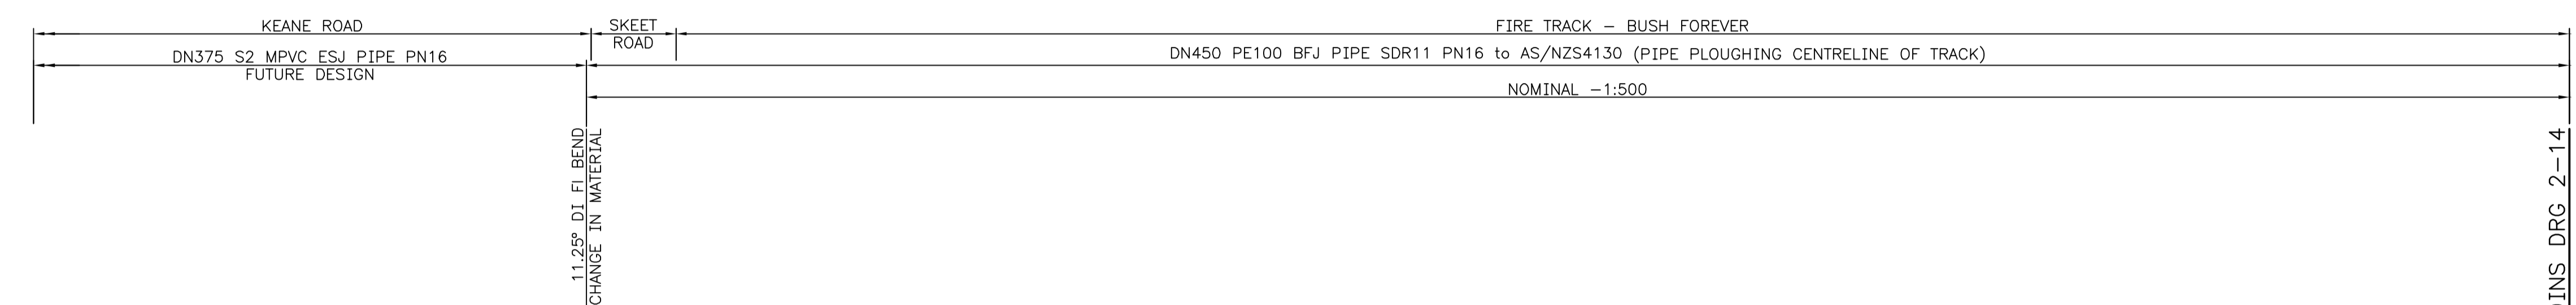 KEANE ROAD
SKEET
ROAD
FIRE TRACK – BUSH FOREVER
DN375 S2 MPVC ESJ PIPE PN16
FUTURE DESIGN
DN450 PE100 BFJ PIPE SDR11 PN16 to AS/NZS4130 (PIPE PLOUGHING CENTRELINE OF TRACK)
NOMINAL –1:500
11.25° DI FI BEND
CHANGE IN MATERIAL
DRG 2–14